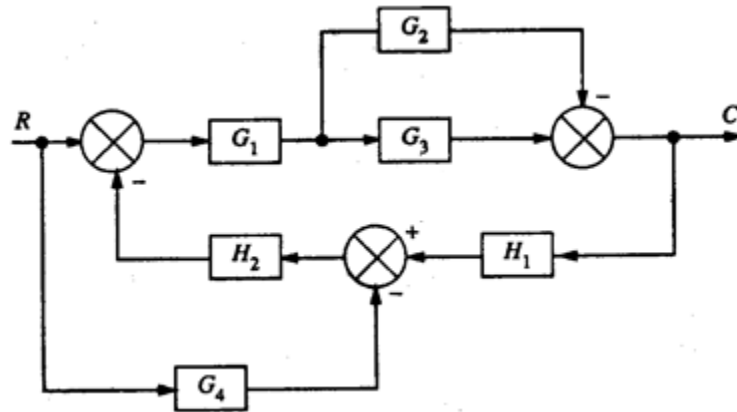 G₂
−
R
G₁
G₃
C
−
+
H₂
H₁
−
G₄